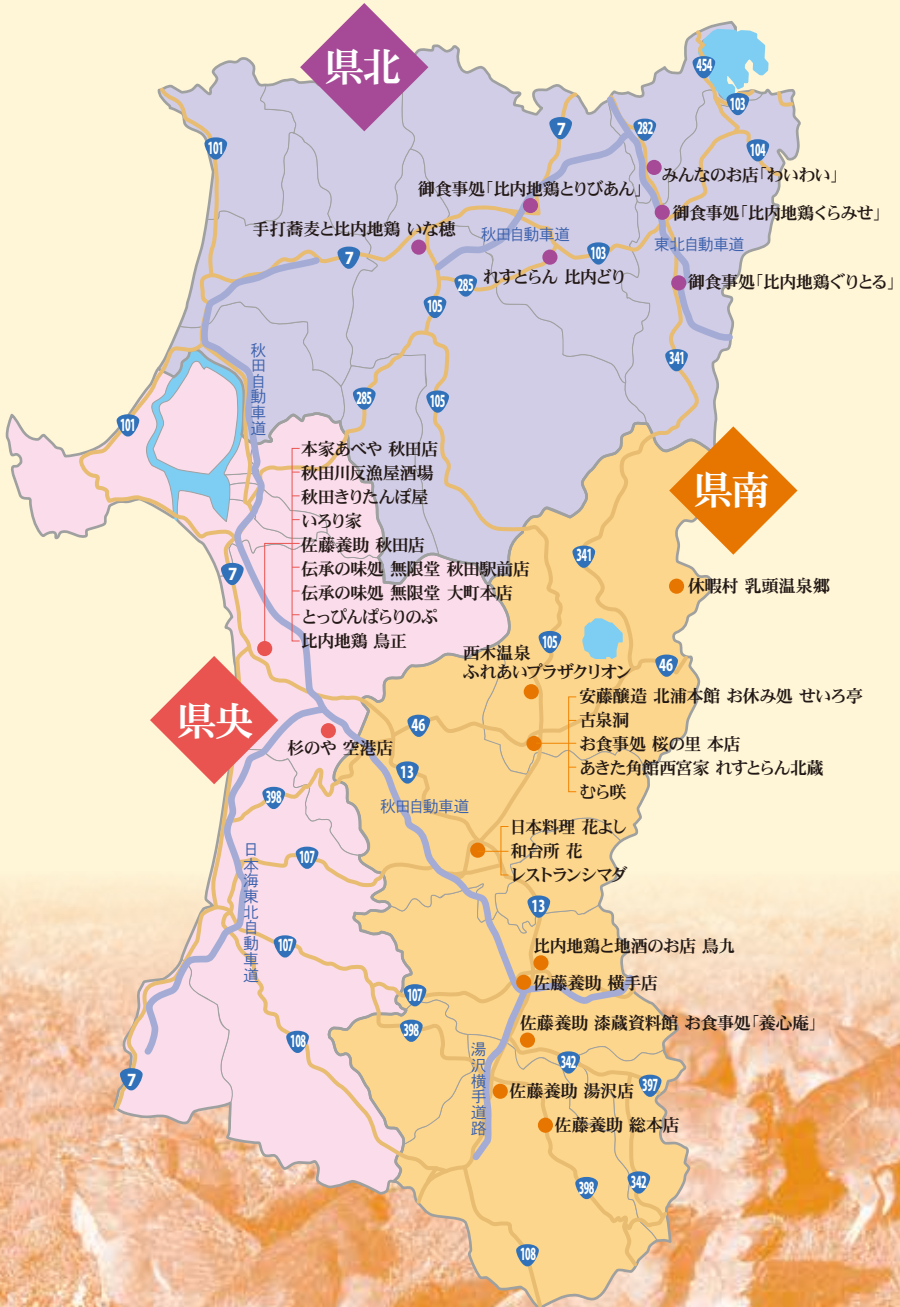 県北
454
103
7
282
101
104
みんなのお店「わいわい」
御食事処「比内地鶏とりびあん」
御食事処「比内地鶏くらみせ」
手打蕎麦と比内地鶏 いな穂
秋田自動車道
東北自動車道
7
103
れすとらん 比内どり
285
御食事処「比内地鶏ぐりとる」
105
341
秋田自動車道
285
105
101
本家あべや 秋田店
秋田川反漁屋酒場
秋田きりたんぽ屋
いろり家
佐藤養助 秋田店
伝承の味処 無限堂 秋田駅前店
伝承の味処 無限堂 大町本店
とっぴんぱらりのぷ
比内地鶏 鳥正
県南
7
341
休暇村 乳頭温泉郷
105
西木温泉
ふれあいプラザクリオン
46
県央
安藤醸造 北浦本館 お休み処 せいろ亭
古泉洞
お食事処 桜の里 本店
あきた角館西宮家 れすとらん北蔵
むら咲
46
杉のや 空港店
13
398
秋田自動車道
日本料理 花よし
和台所 花
レストランシマダ
107
日本海東北自動車道
13
107
比内地鶏と地酒のお店 鳥九
佐藤養助 横手店
107
398
佐藤養助 漆蔵資料館 お食事処「養心庵」
108
湯沢横手道路
342
7
397
佐藤養助 湯沢店
佐藤養助 総本店
398
342
108